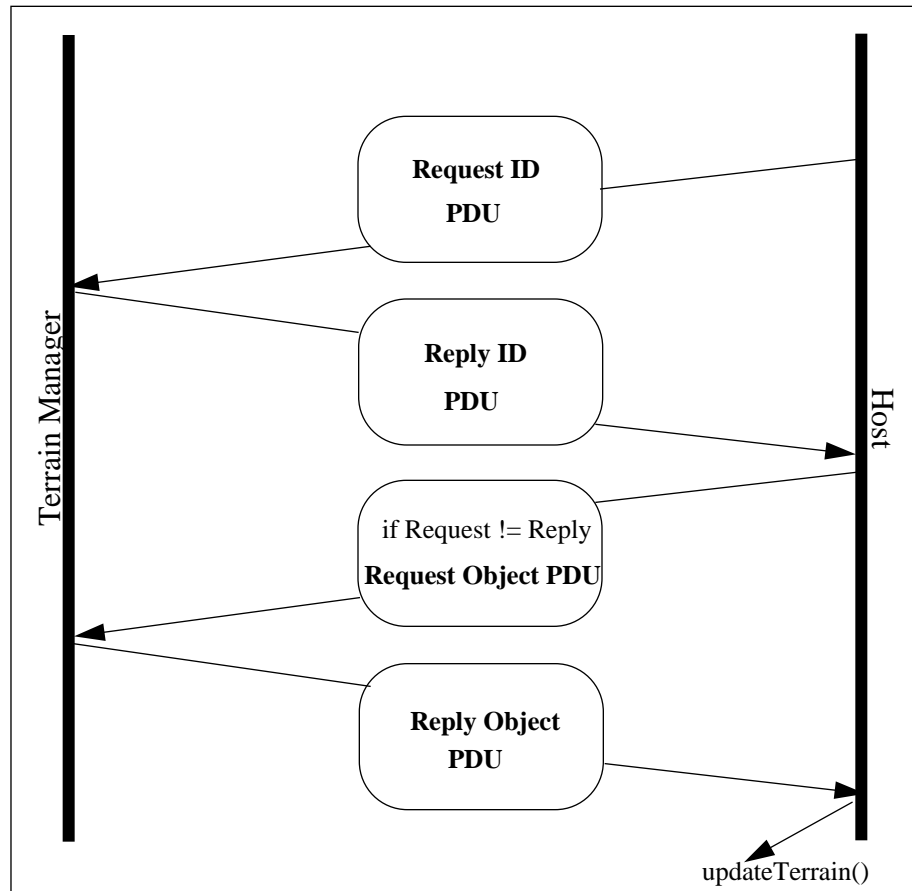 Request ID
PDU
Reply ID
PDU
Terrain Manager
Host
if Request != Reply
Request Object PDU
Reply Object
PDU
updateTerrain()